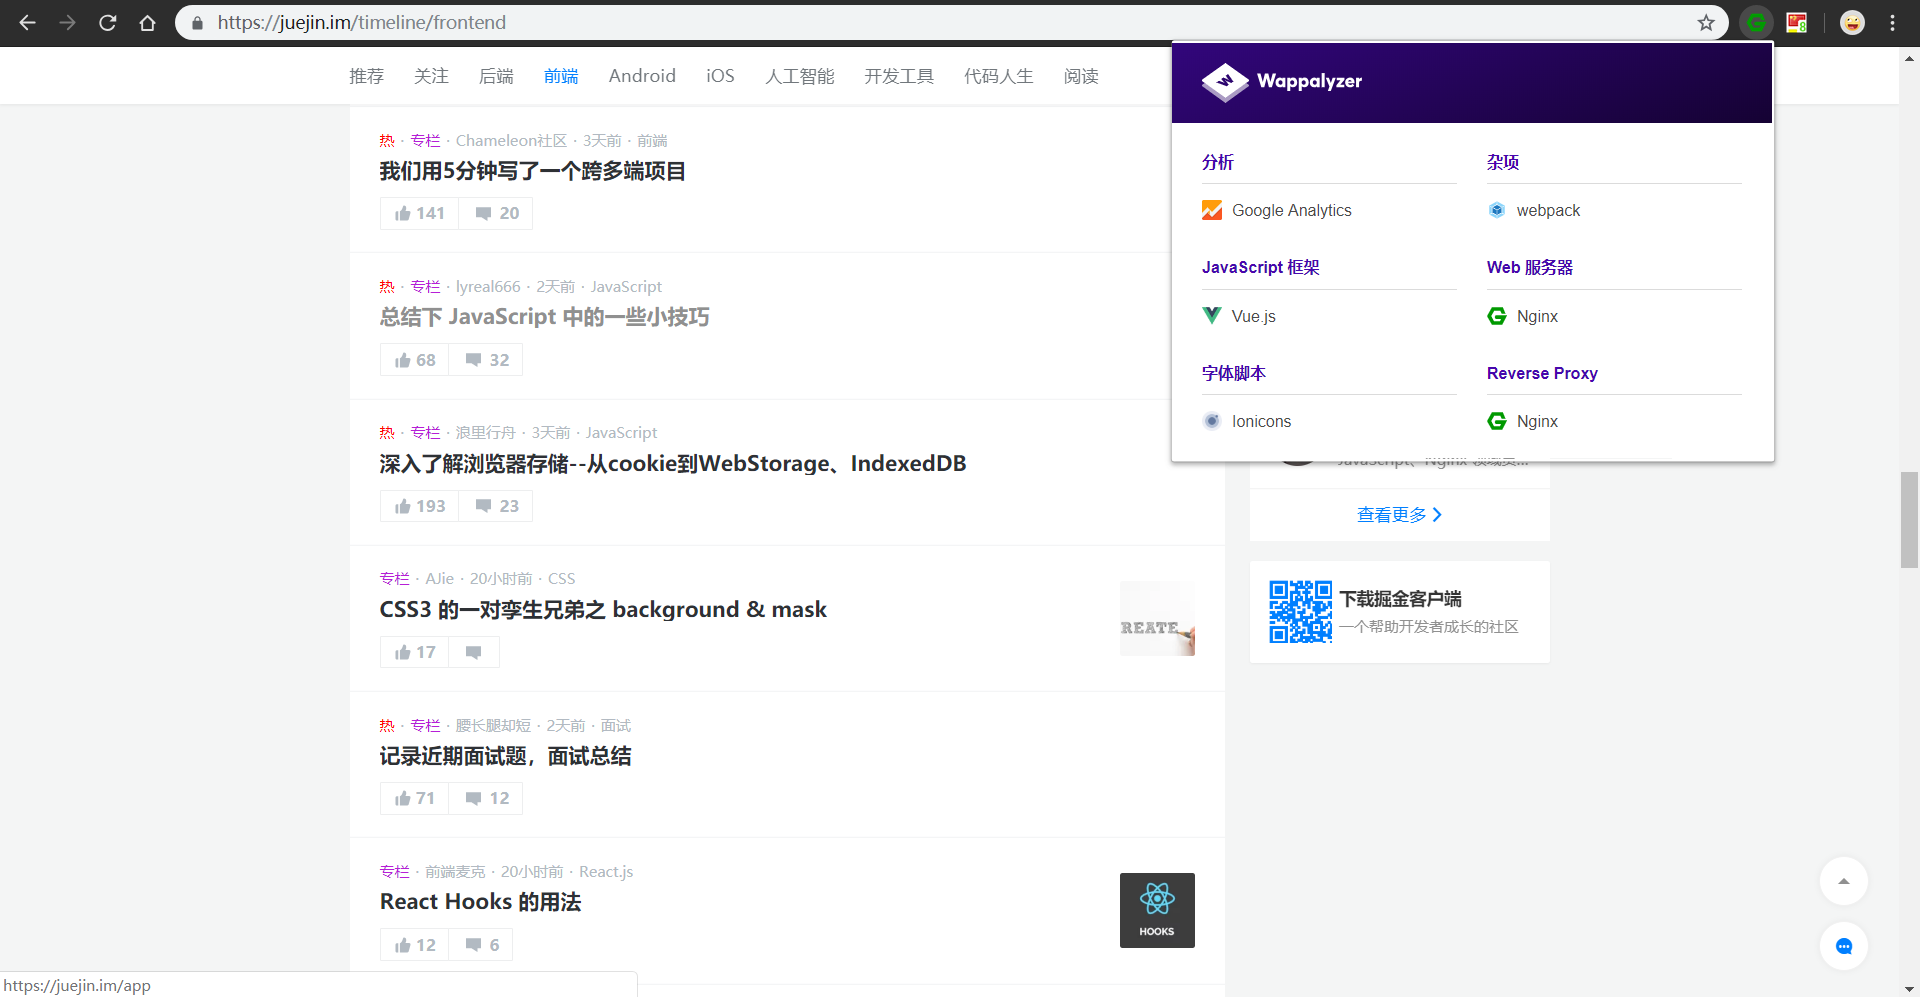 https://juejin.im/timeline/frontend
推荐 关注 后端 前端 Android iOS 人工智能 开发工具 代码人生 阅读
热 · 专栏 · Chameleon社区 · 3天前 · 前端
我们用5分钟写了一个跨多端项目
141 20
热 · 专栏 · lyreal666 · 2天前 · JavaScript
总结下 JavaScript 中的一些小技巧
68 32
热 · 专栏 · 浪里行舟 · 3天前 · JavaScript
深入了解浏览器存储--从cookie到WebStorage、IndexedDB
193 23
专栏 · AJie · 20小时前 · CSS
CSS3 的一对孪生兄弟之 background & mask
17
REATE
热 · 专栏 · 腰长腿却短 · 2天前 · 面试
记录近期面试题，面试总结
71 12
专栏 · 前端麦克 · 20小时前 · React.js
React Hooks 的用法
12 6
HOOKS
Wappalyzer
分析
Google Analytics
JavaScript 框架
Vue.js
字体脚本
Ionicons
杂项
webpack
Web 服务器
Nginx
Reverse Proxy
Nginx
查看更多
下载掘金客户端
一个帮助开发者成长的社区
https://juejin.im/app